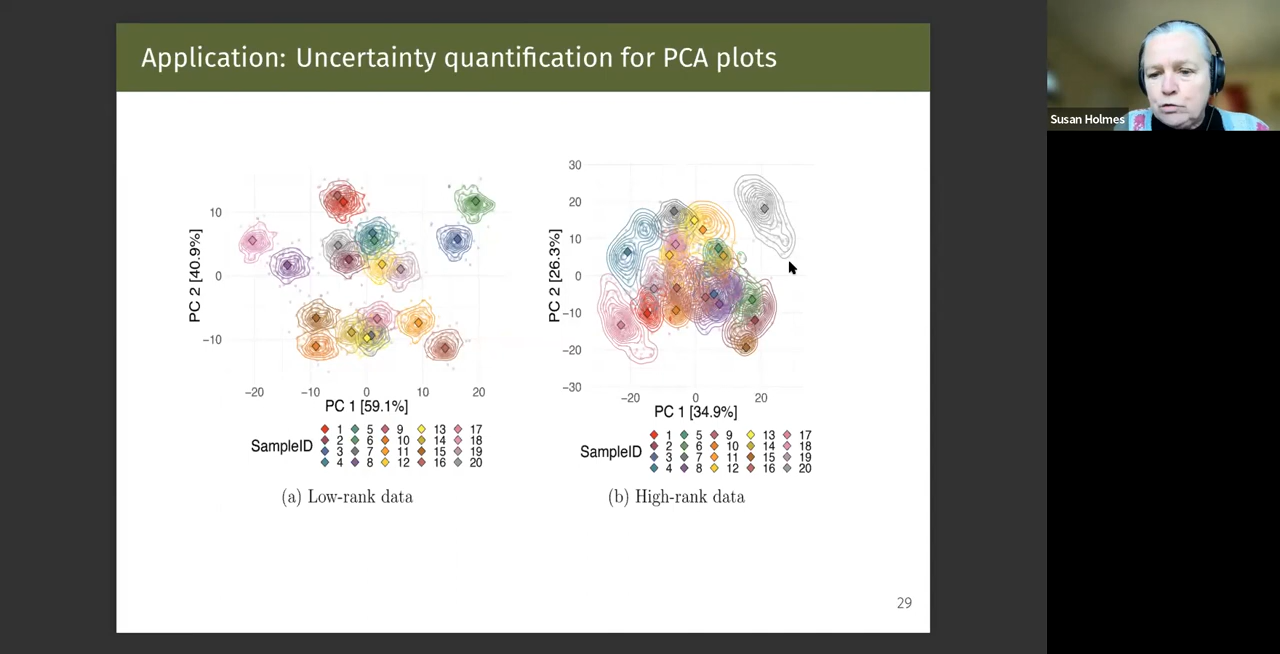 Application: Uncertainty quantification for PCA plots
Susan Holmes
PC 2 [40.9%]
10
0
−10
−20 −10 0 10 20
PC 1 [59.1%]
SampleID
1 5 9 13 17
2 6 10 14 18
3 7 11 15 19
4 8 12 16 20
(a) Low-rank data
PC 2 [26.3%]
30
20
10
0
−10
−20
−30
−20 0 20
PC 1 [34.9%]
SampleID
1 5 9 13 17
2 6 10 14 18
3 7 11 15 19
4 8 12 16 20
(b) High-rank data
29